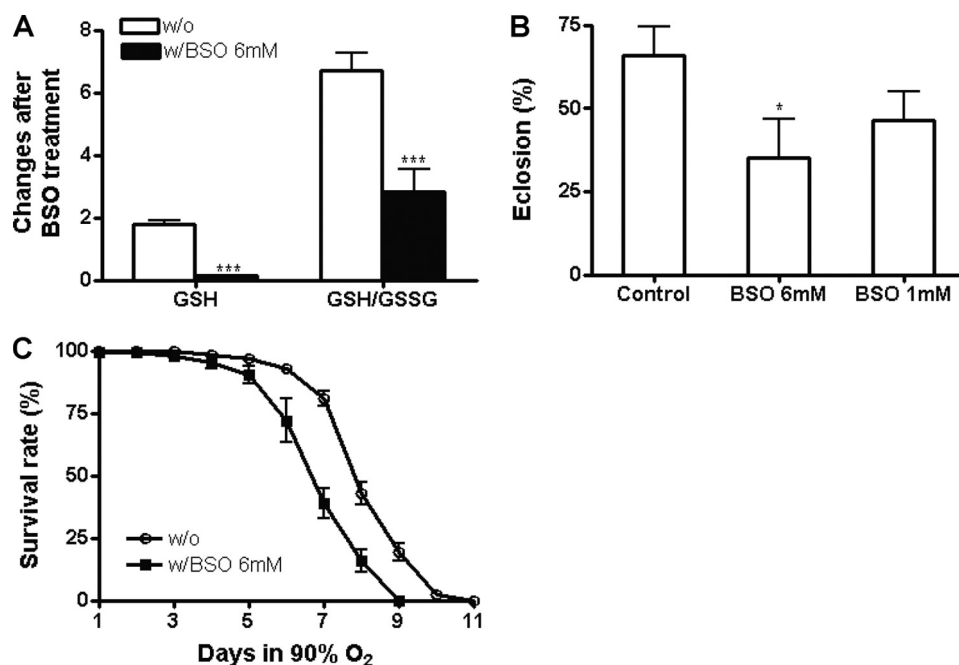 A
w/o
w/BSO 6mM
Changes after
BSO treatment
8
6
4
2
0
***
***
GSH
GSH/GSSG
B
Eclosion (%)
75
50
25
0
*
Control
BSO 6mM
BSO 1mM
C
Survival rate (%)
100
75
50
25
0
w/o
w/BSO 6mM
1
3
5
7
9
11
Days in 90% O₂